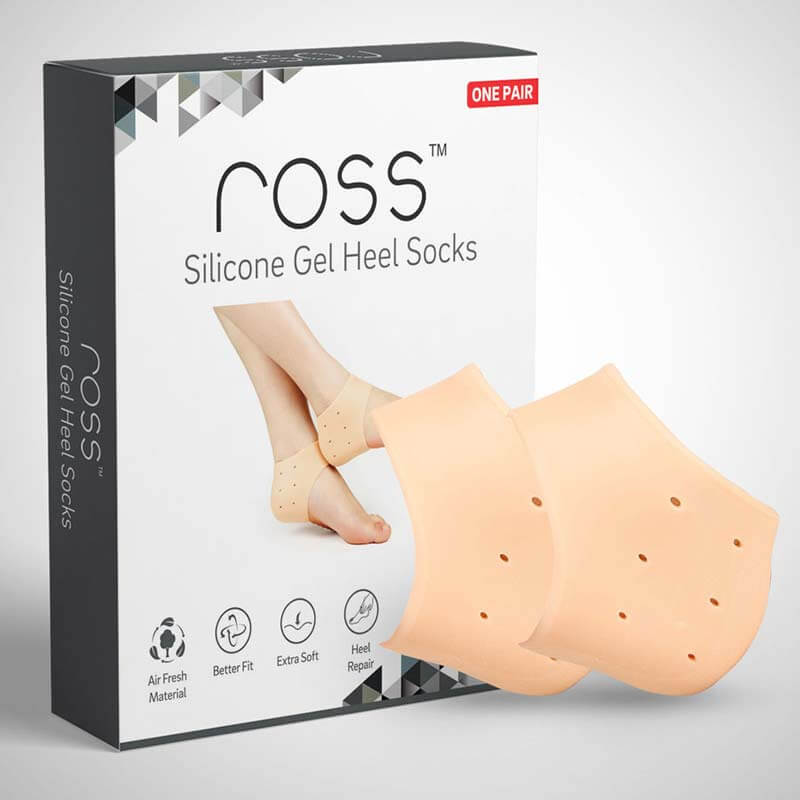 ONE PAIR
ross™
Silicone Gel Heel Socks
ross™
Silicone Gel Heel Socks
Air Fresh
Material
Better Fit
Extra Soft
Heel
Repair